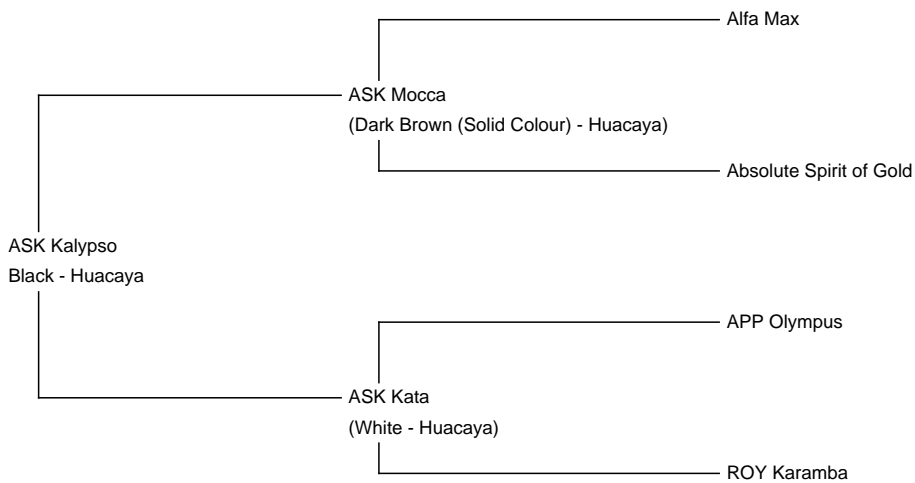 Alfa Max
ASK Mocca
(Dark Brown (Solid Colour) - Huacaya)
Absolute Spirit of Gold
ASK Kalypso
Black - Huacaya
APP Olympus
ASK Kata
(White - Huacaya)
ROY Karamba